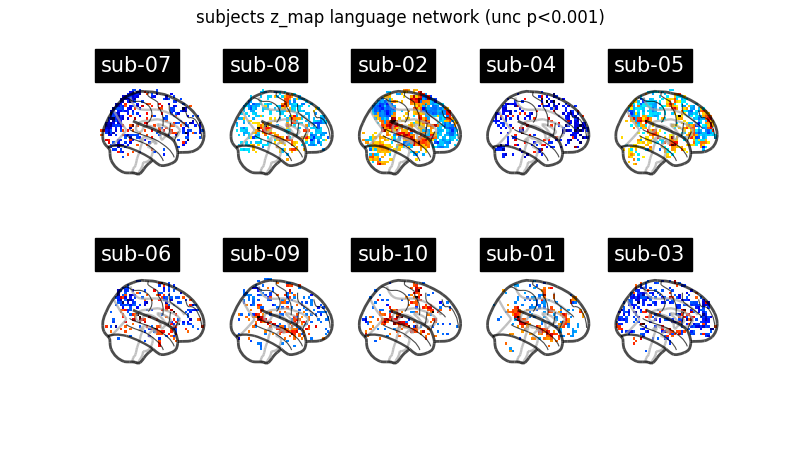 subjects z_map language network (unc p<0.001)
sub-07
sub-08
sub-02
sub-04
sub-05
sub-06
sub-09
sub-10
sub-01
sub-03